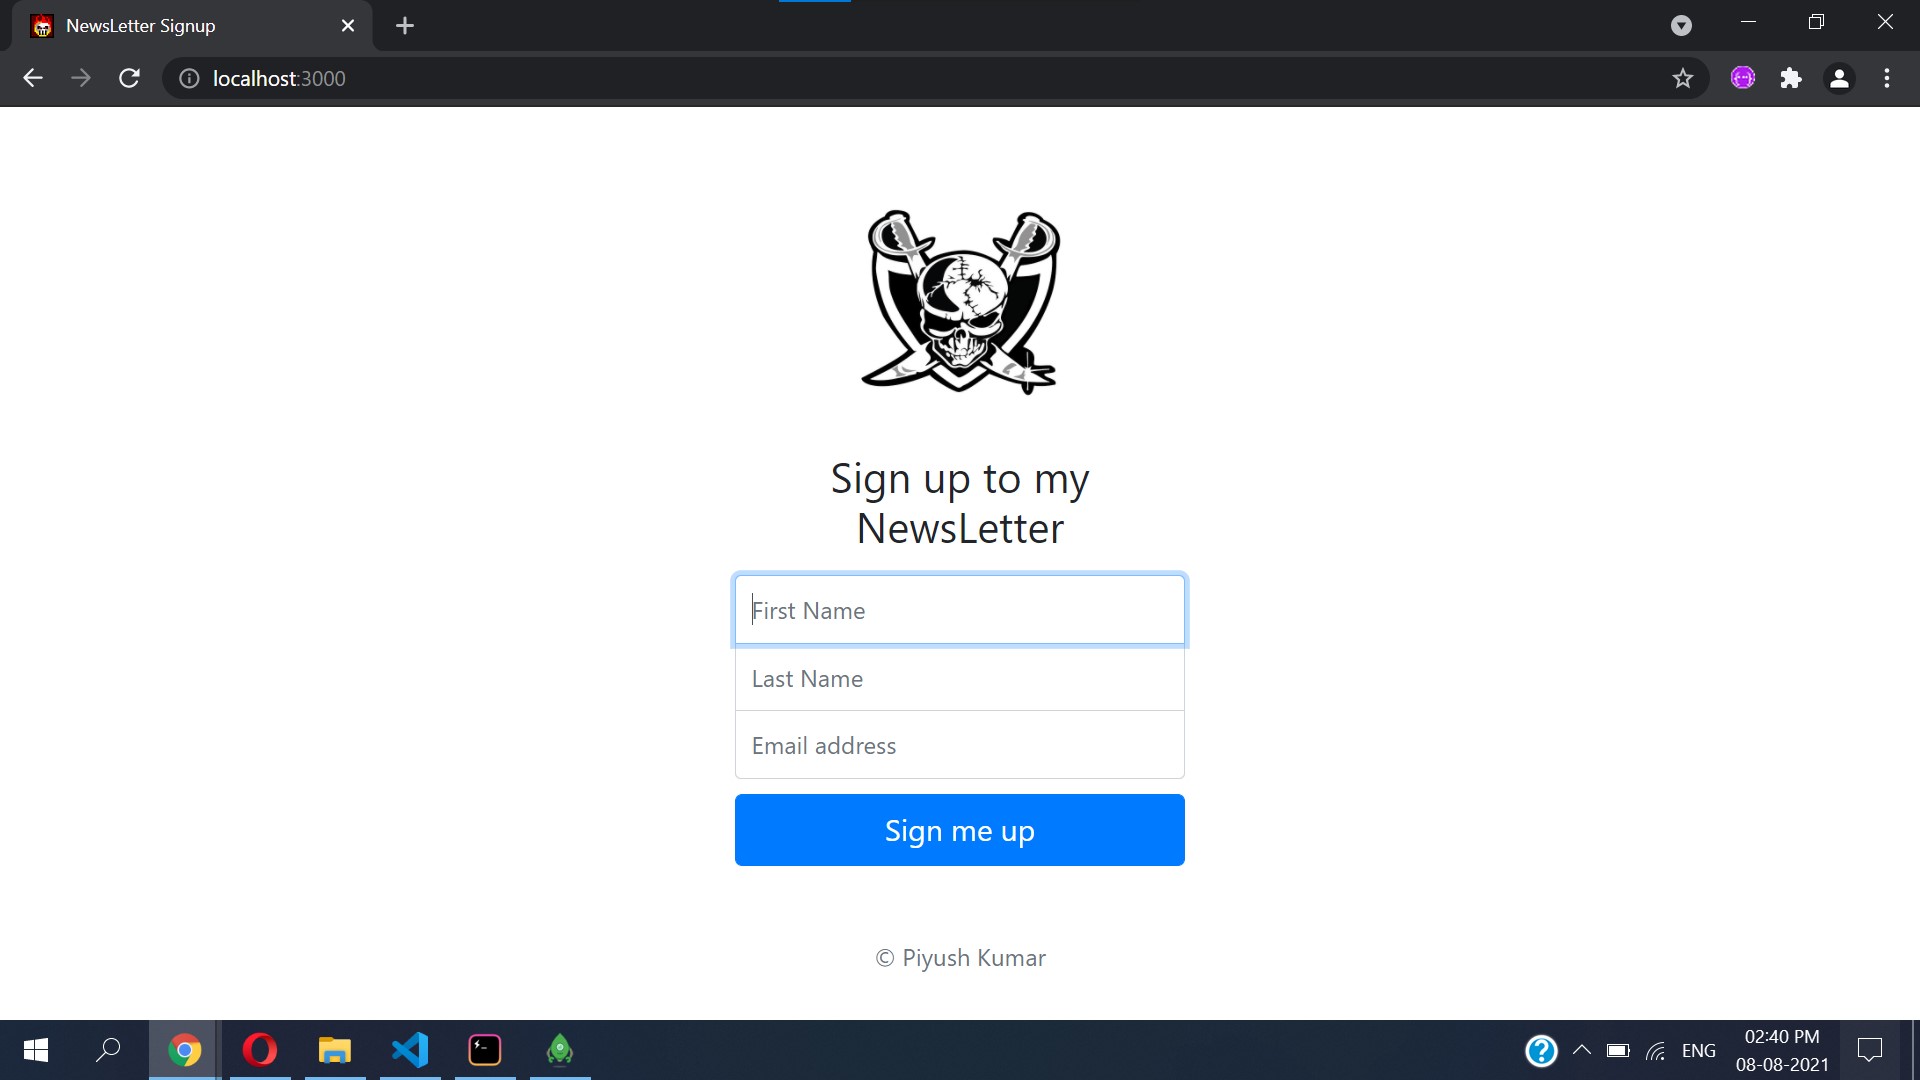 NewsLetter Signup
localhost:3000
Sign up to my
NewsLetter
First Name
Last Name
Email address
Sign me up
© Piyush Kumar
ENG
02:40 PM
08-08-2021